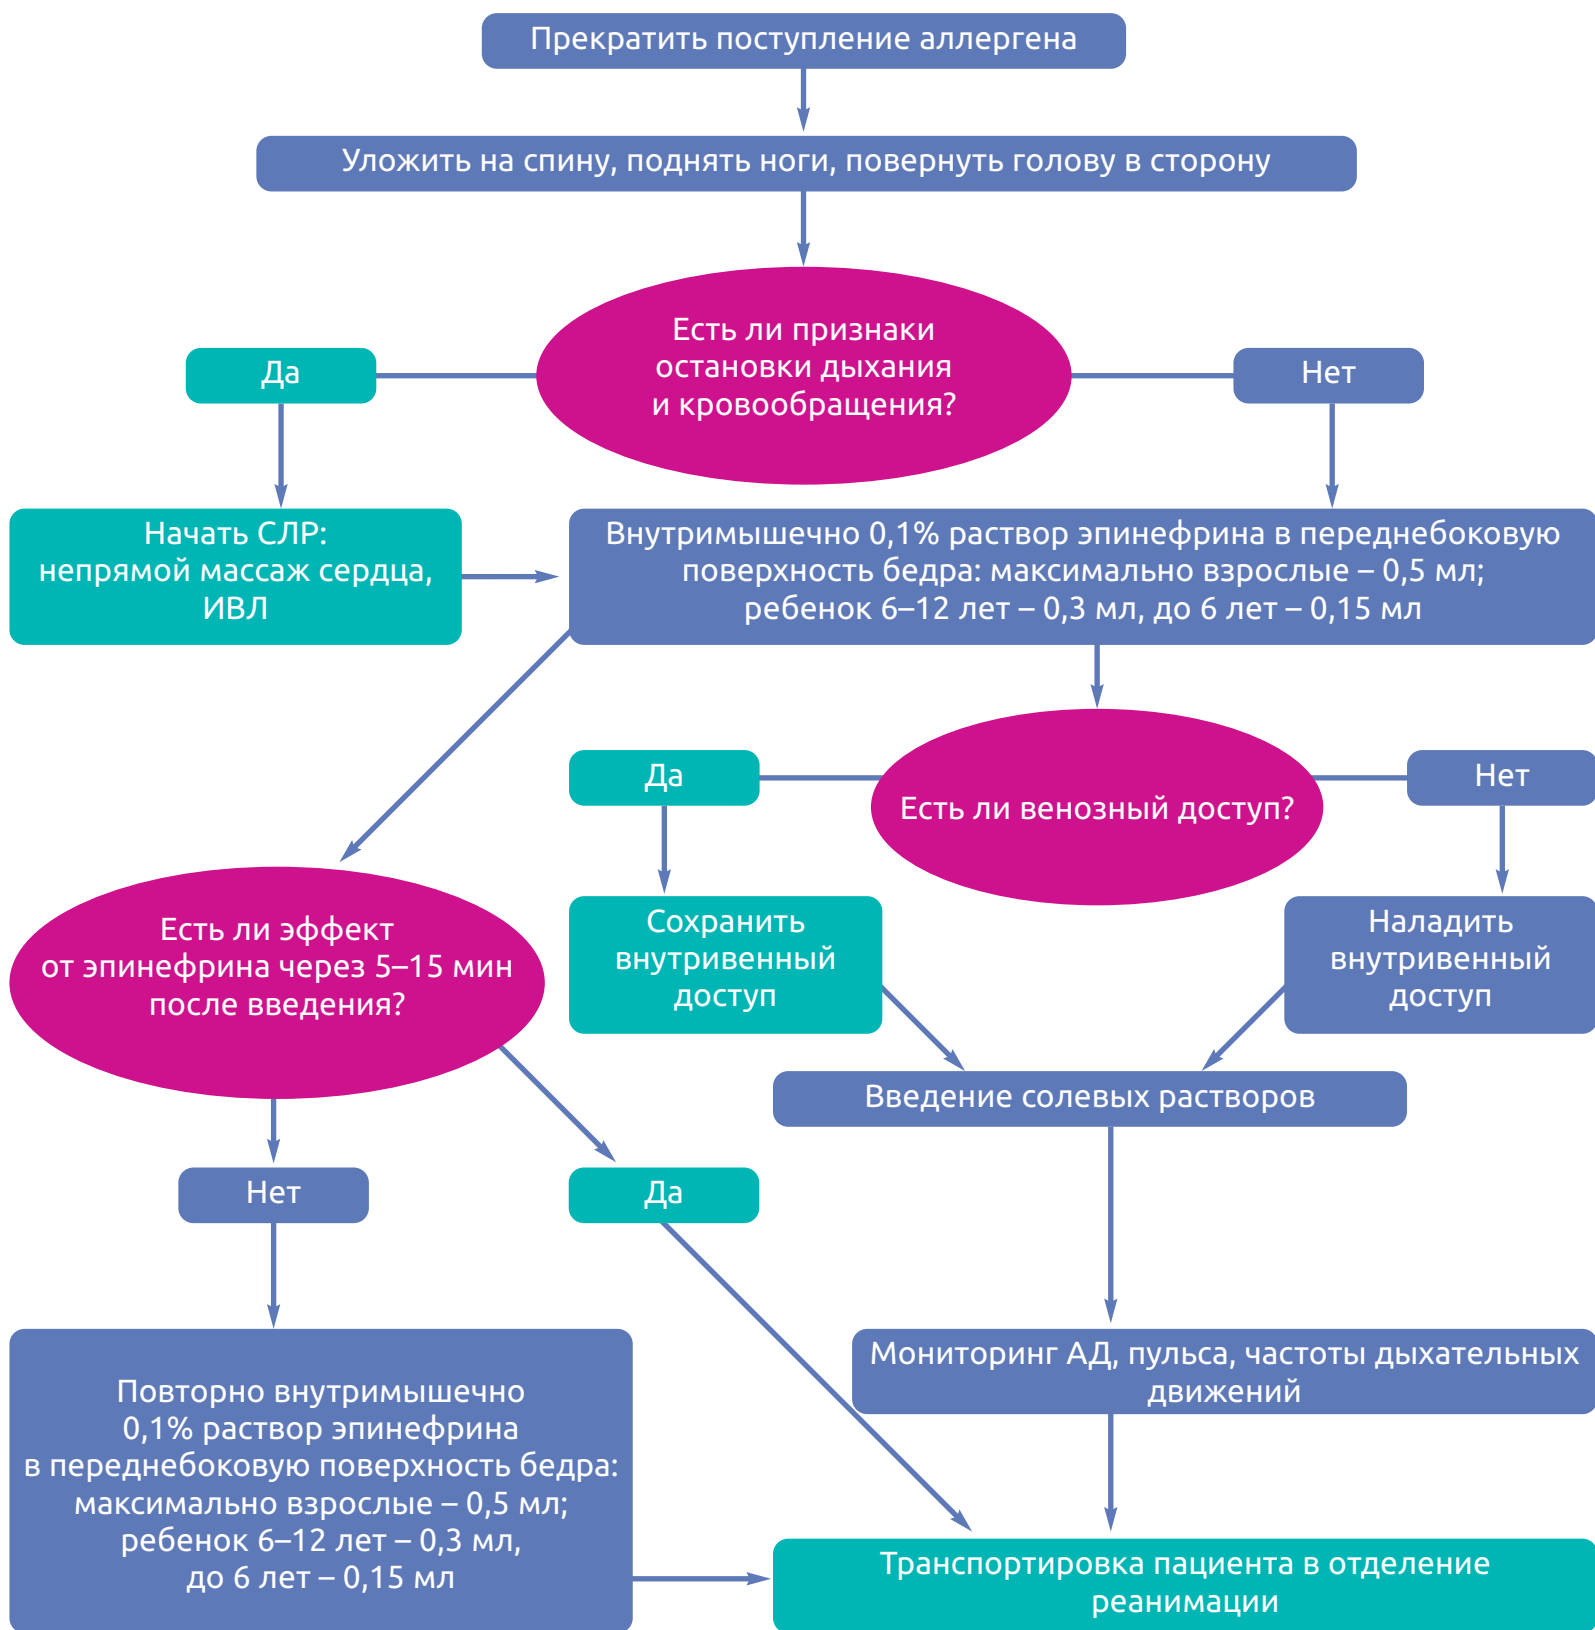 Прекратить поступление аллергена
Уложить на спину, поднять ноги, повернуть голову в сторону
Есть ли признаки
остановки дыхания
и кровообращения?
Да
Нет
Начать СЛР:
непрямой массаж сердца,
ИВЛ
Внутримышечно 0,1% раствор эпинефрина в переднебоковую
поверхность бедра: максимально взрослые – 0,5 мл;
ребенок 6–12 лет – 0,3 мл, до 6 лет – 0,15 мл
Да
Есть ли венозный доступ?
Нет
Сохранить
внутривенный
доступ
Наладить
внутривенный
доступ
Есть ли эффект
от эпинефрина через 5–15 мин
после введения?
Введение солевых растворов
Нет
Да
Мониторинг АД, пульса, частоты дыхательных
движений
Повторно внутримышечно
0,1% раствор эпинефрина
в переднебоковую поверхность бедра:
максимально взрослые – 0,5 мл;
ребенок 6–12 лет – 0,3 мл,
до 6 лет – 0,15 мл
Транспортировка пациента в отделение
реанимации